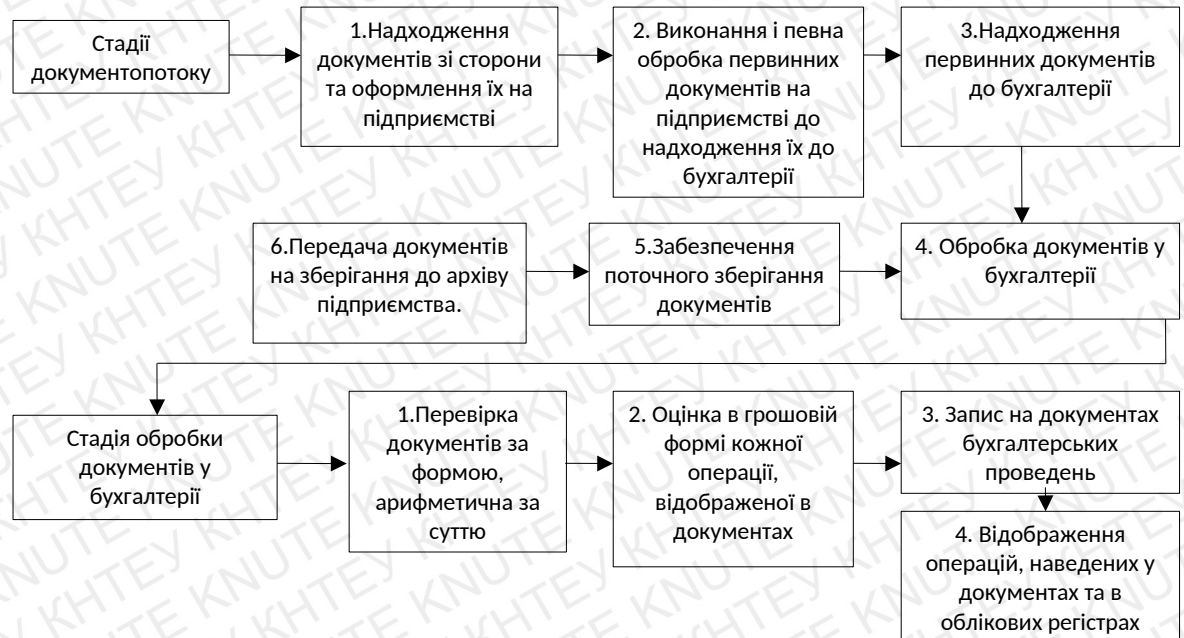 Стадії
документопотоку
1.Надходження
документів зі сторони
та оформлення їх на
підприємстві
2. Виконання і певна
обробка первинних
документів на
підприємстві до
надходження їх до
бухгалтерії
3.Надходження
первинних документів
до бухгалтерії
6.Передача документів
на зберігання до архіву
підприємства.
5.Забезпечення
поточного зберігання
документів
4. Обробка документів у
бухгалтерії
Стадія обробки
документів у
бухгалтерії
1.Перевірка
документів за
формою,
арифметична за
суттю
2. Оцінка в грошовій
формі кожної
операції,
відображеної в
документах
3. Запис на документах
бухгалтерських
проведень
4. Відображення
операцій, наведених у
документах та в
облікових регістрах